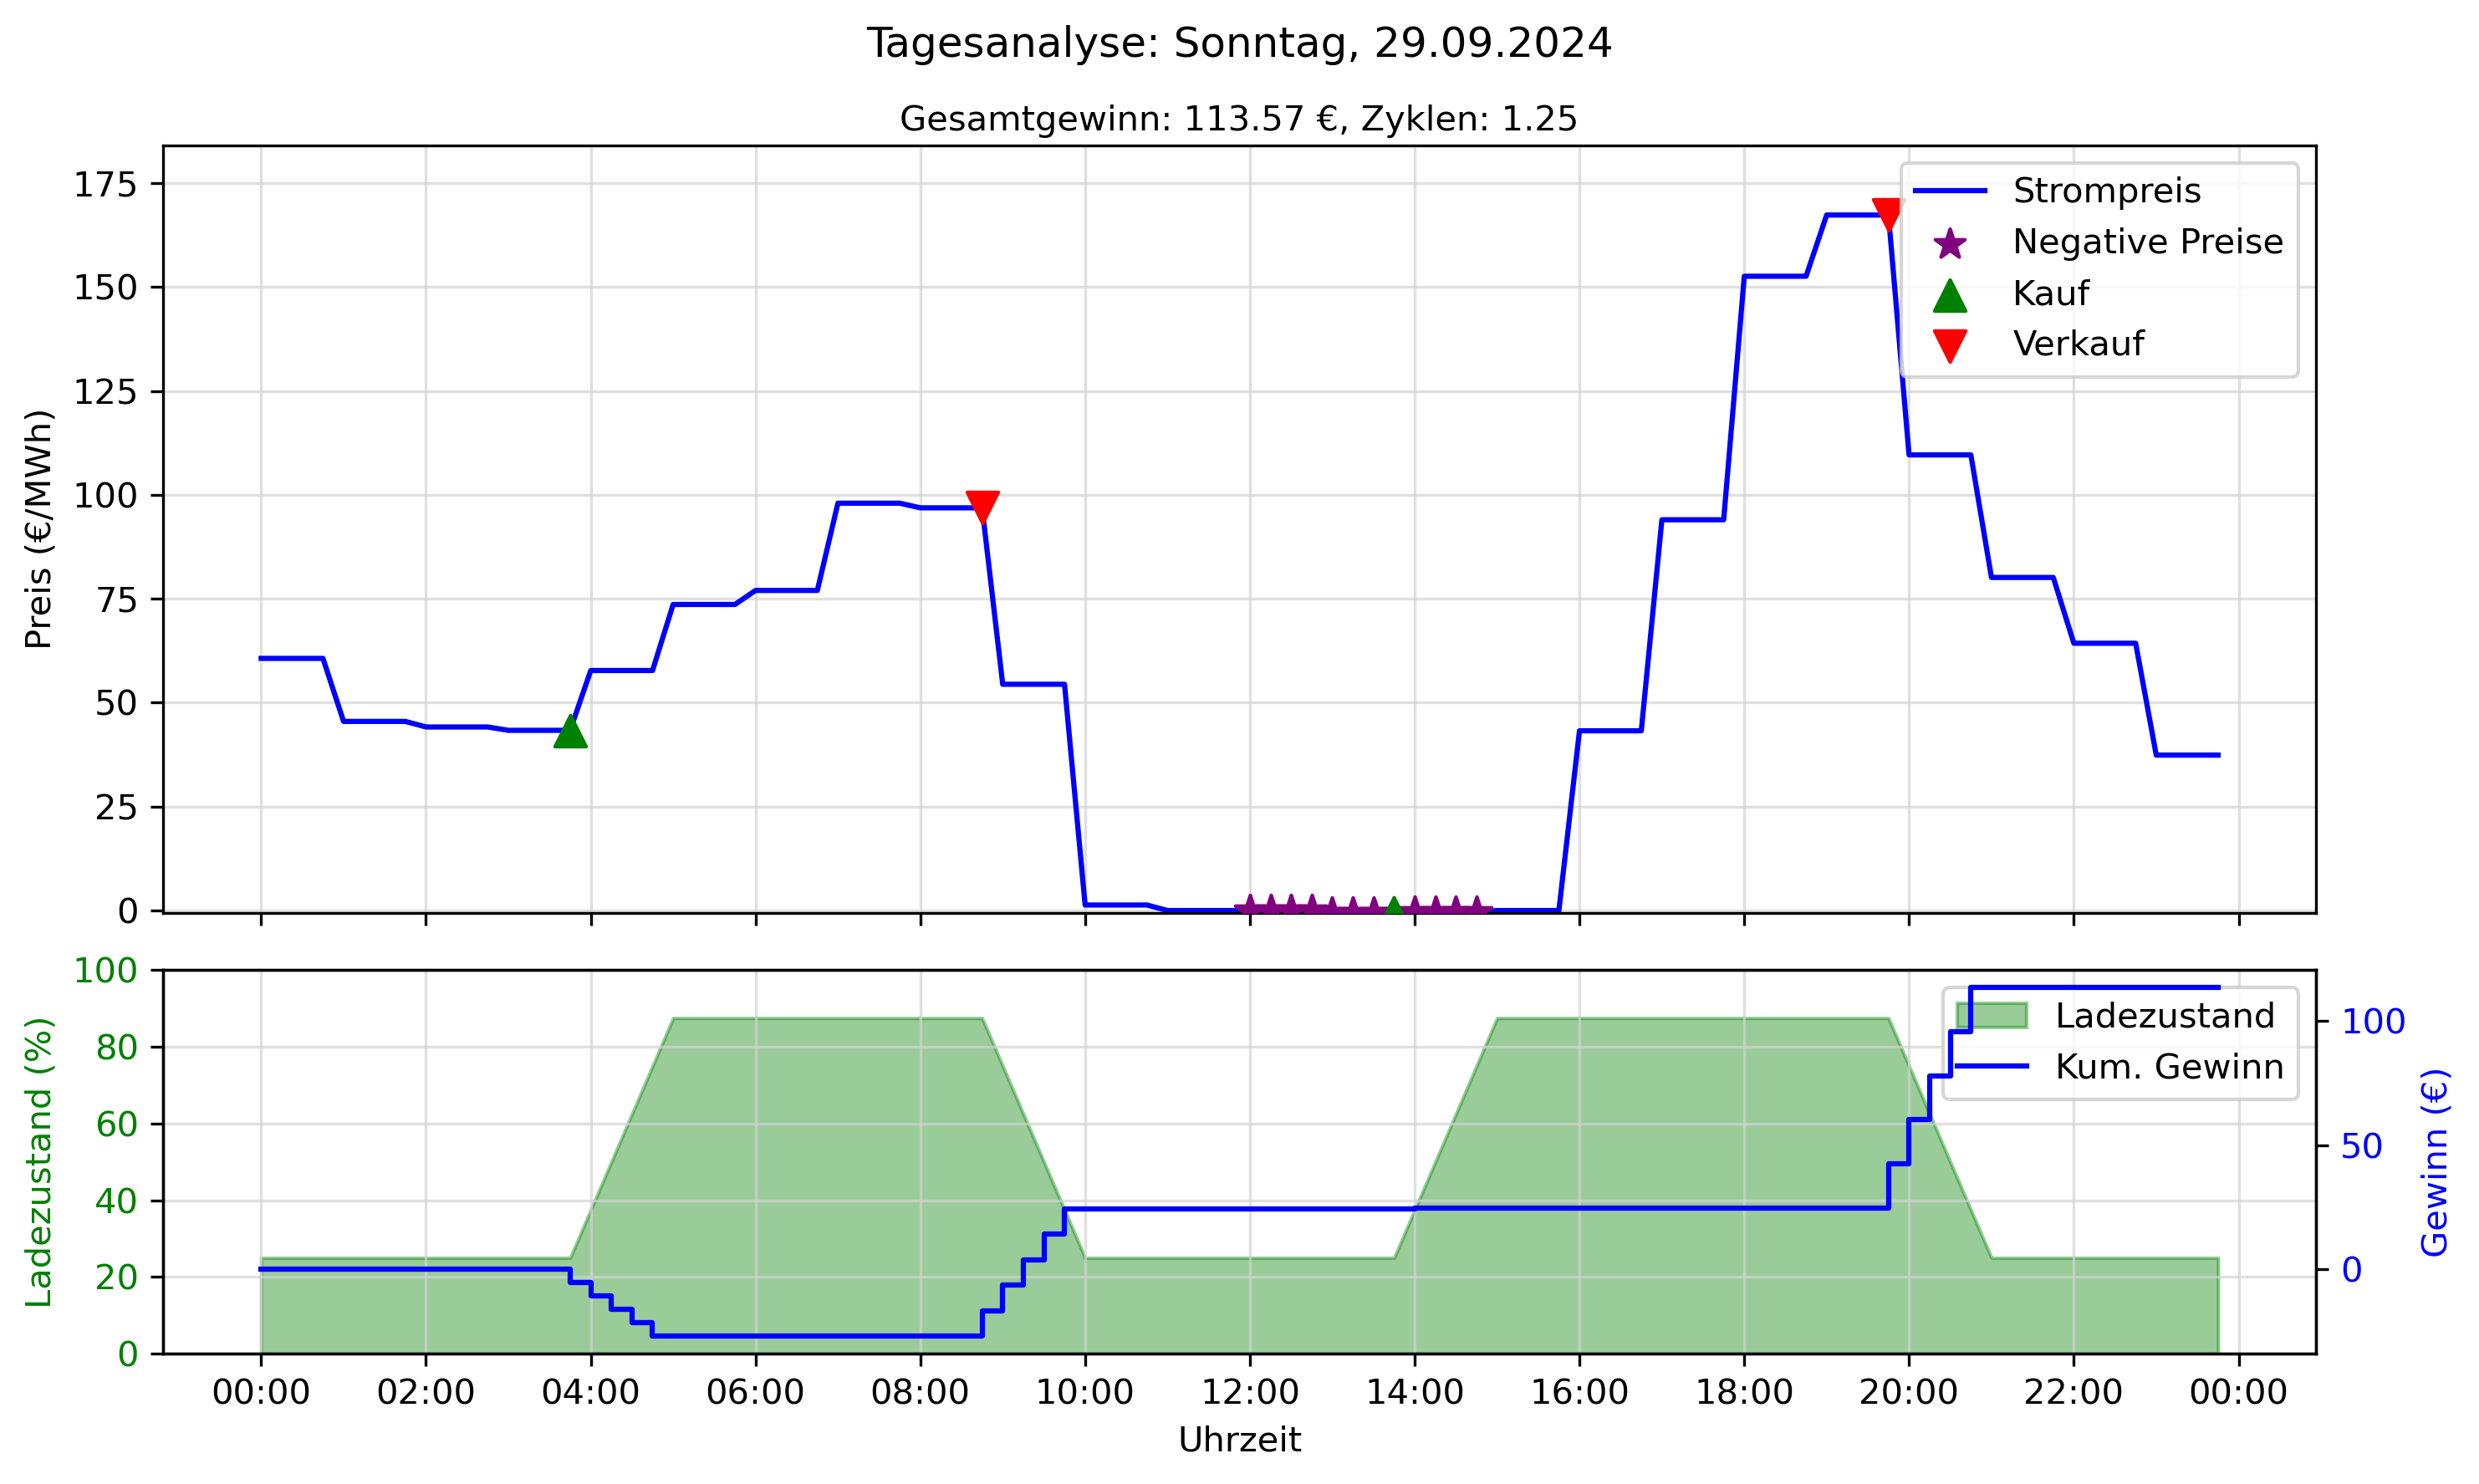 Tagesanalyse: Sonntag, 29.09.2024
Gesamtgewinn: 113.57 €, Zyklen: 1.25
Preis (€/MWh)
175
150
125
100
75
50
25
0
Strompreis
Negative Preise
Kauf
Verkauf
Ladezustand (%)
100
80
60
40
20
0
Ladezustand
Kum. Gewinn
100
50
0
Gewinn (€)
00:00 02:00 04:00 06:00 08:00 10:00 12:00 14:00 16:00 18:00 20:00 22:00 00:00
Uhrzeit